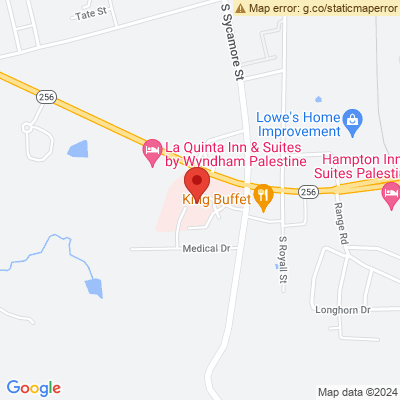 Map error: g.co/staticmaperror
Tate St
S Sycamore St
256
Lowe's Home
Improvement
La Quinta Inn & Suites
by Wyndham Palestine
Hampton Inn
Suites Palesti
256
King Buffet
Range Rd
S Royall St
Medical Dr
Longhorn Dr
Google
Map data ©2024